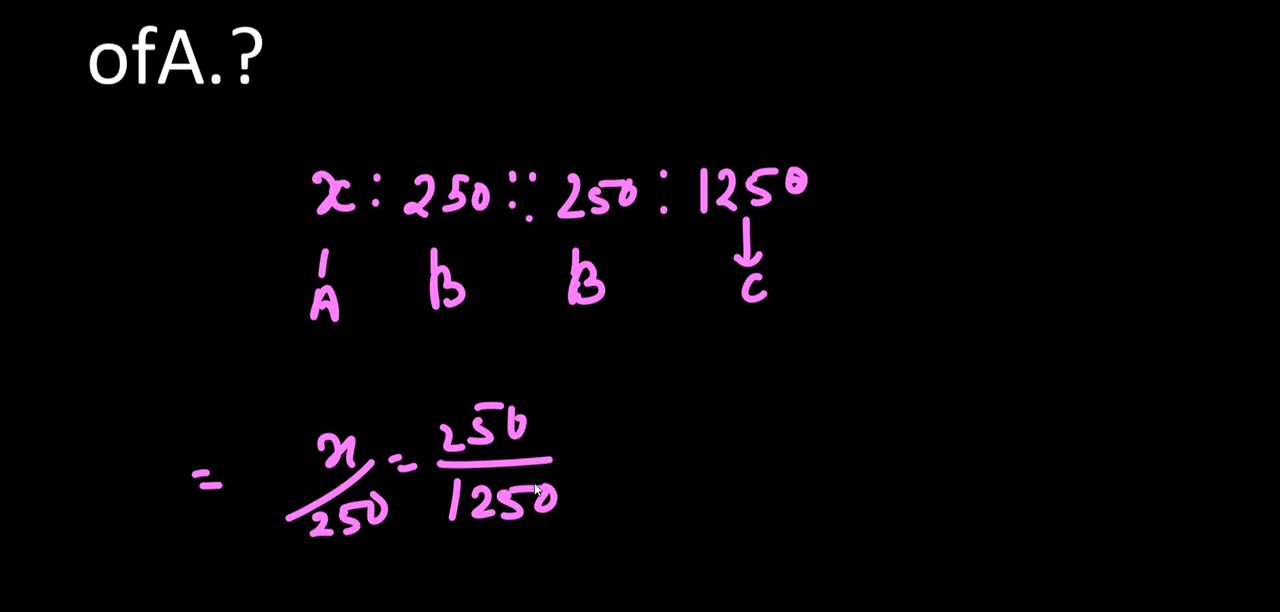 ofA.?
x : 250 :: 250 : 1250
A B B C
= x/250 = 250/1250